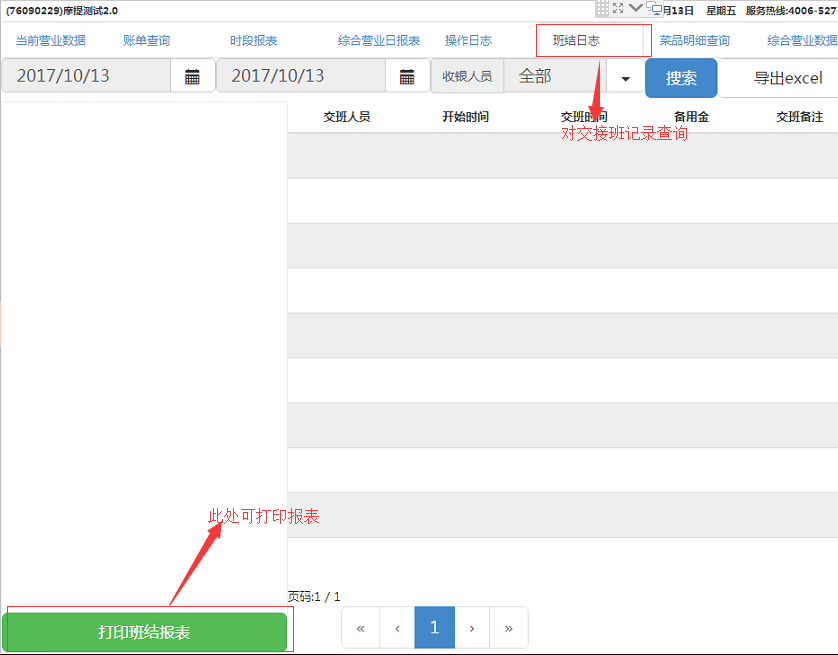 (76090229)摩提测试2.0 月13日 星期五 服务热线:4006-527
当前营业数据 账单查询 时段报表 综合营业日报表 操作日志 班结日志 菜品明细查询 综合营业数据
2017/10/13 2017/10/13 收银人员 全部 搜索 导出excel
交班人员 开始时间 交班时间 备用金 交班备注
对交接班记录查询
此处可打印报表
页码:1 / 1
打印班结报表 « ‹ 1 › »